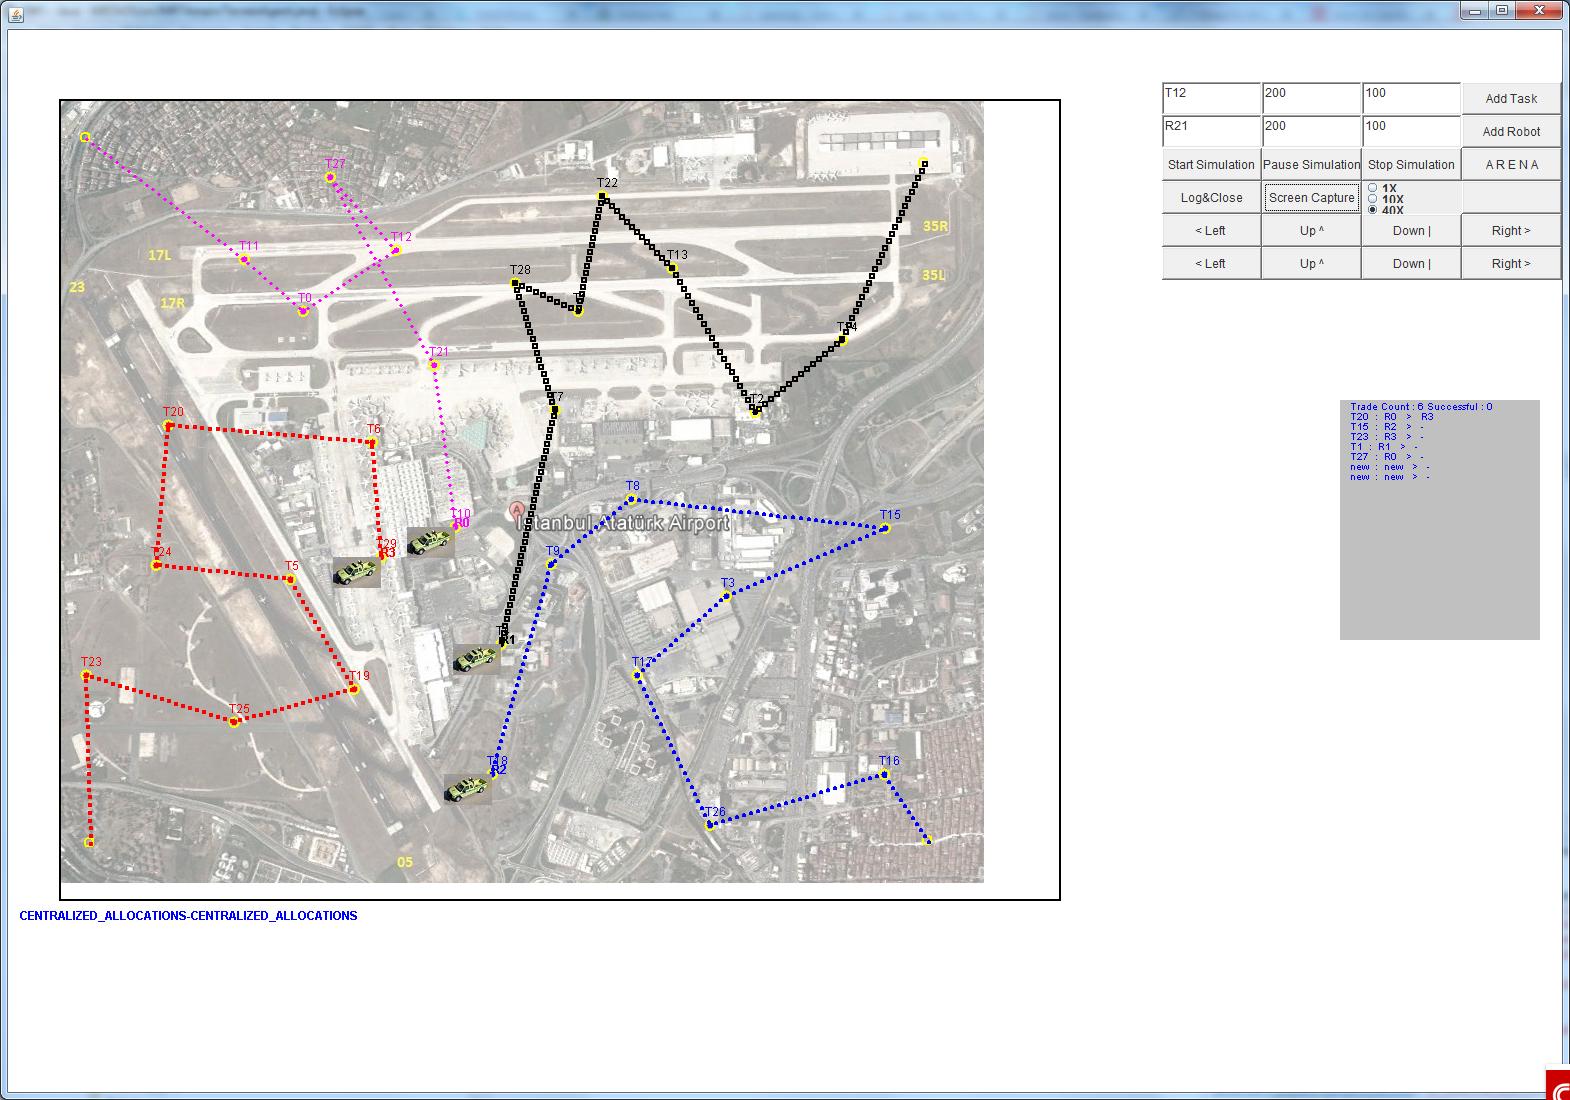 T12 200 100 Add Task
R21 200 100 Add Robot
Start Simulation Pause Simulation Stop Simulation A R E N A
Log&Close Screen Capture 1X
10X
40X
< Left Up ^ Down | Right >
< Left Up ^ Down | Right >
T27
T22
T12
T11
35R
17L
T13
T28
35L
23
T0
17R
T14
T21
T7
T2
T20
T6
T8
T10
R0
T15
A
Istanbul Atatürk Airport
T29
R3
T24
T9
T5
T3
R1
T23
T17
T19
T25
T18
R2
T16
T26
05
Trade Count : 6 Successful : 0
T20 : R0 > R3
T15 : R2 > -
T23 : R3 > -
T1 : R1 > -
T27 : R0 > -
new : new > -
new : new > -
CENTRALIZED_ALLOCATIONS-CENTRALIZED_ALLOCATIONS